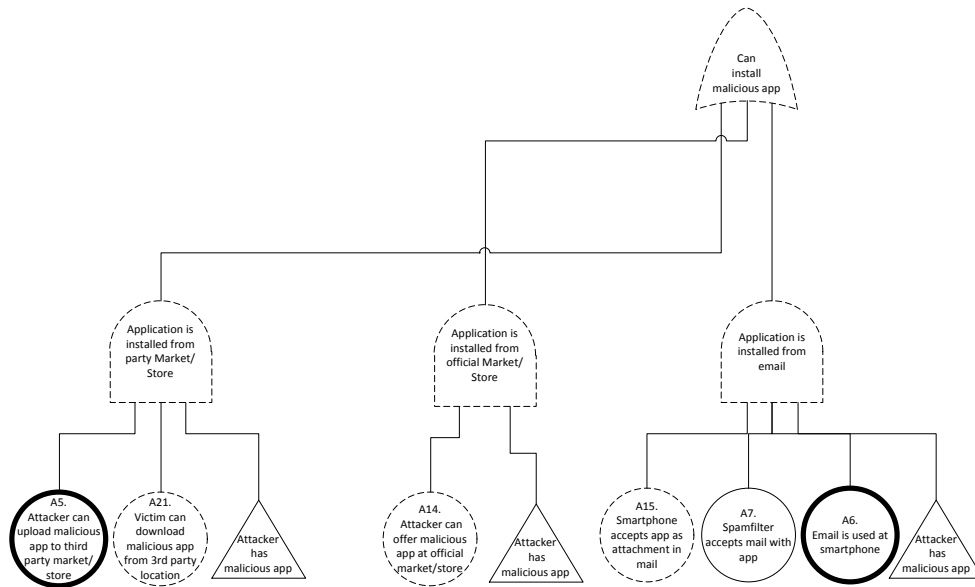 Can
install
malicious app
Application is
installed from
party Market/
Store
Application is
installed from
official Market/
Store
Application is
installed from
email
A5.
Attacker can
upload malicious
app to third
party market/
store
A21.
Victim can
download
malicious app
from 3rd party
location
Attacker
has
malicious app
A14.
Attacker can
offer malicious
app at official
market/store
Attacker
has
malicious app
A15.
Smartphone
accepts app as
attachment in
mail
A7.
Spamfilter
accepts mail with
app
A6.
Email is used at
smartphone
Attacker
has
malicious app